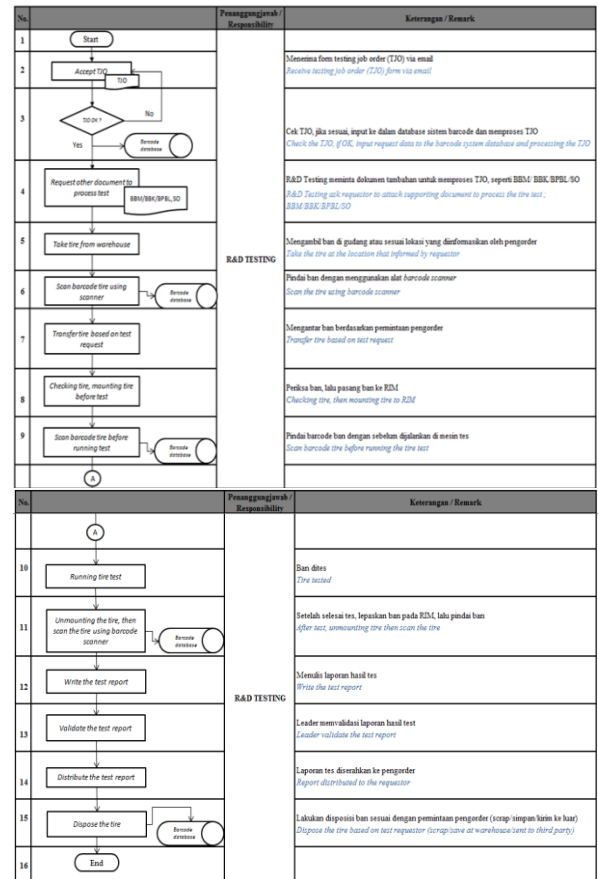 No.
Penanggungjawab /
Responsibility
Keterangan / Remark
1
Start
2
Accept TJO
TJO
Menerima form testing job order (TJO) via email
Receive testing job order (TJO) form via email
3
TJO OK ?
No
Yes
Barcode
database
Cek TJO, jika sesuai, input ke dalam database sistem barcode dan memproses TJO
Check the TJO, if OK, input request data to the barcode system database and processing the TJO
4
Request other document to
process test
BBM/BBK/BPBL,SO
R&D Testing meminta dokumen tambahan untuk memproses TJO, seperti BBM/ BBK/BPBL/SO
R&D Testing ask requestor to attach supporting document to process the tire test ;
BBM/BBK/BPBL/SO
5
Take tire from warehouse
Mengambil ban di gudang atau sesuai lokasi yang diinformasikan oleh pengorder
Take the tire at the location that informed by requestor
R&D TESTING
6
Scan barcode tire using
scanner
Barcode
database
Pindai ban dengan menggunakan alat barcode scanner
Scan the tire using barcode scanner
7
Transfer tire based on test
request
Mengantar ban berdasarkan permintaan pengorder
Transfer tire based on test request
8
Checking tire, mounting tire
before test
Periksa ban, lalu pasang ban ke RIM
Checking tire, then mounting tire to RIM
9
Scan barcode tire before
running test
Barcode
database
Pindai barcode ban dengan sebelum dijalankan di mesin tes
Scan barcode tire before running the tire test
A
No.
Penanggungjawab /
Responsibility
Keterangan / Remark
A
10
Running tire test
Ban dites
Tire tested
11
Unmounting the tire, then
scan the tire using barcode
scanner
Barcode
database
Setelah selesai tes, lepaskan ban pada RIM, lalu pindai ban
After test, unmounting tire then scan the tire
12
Write the test report
Menulis laporan hasil tes
Write the test report
R&D TESTING
13
Validate the test report
Leader memvalidasi laporan hasil test
Leader validate the test report
14
Distribute the test report
Laporan tes diserahkan ke pengorder
Report distributed to the requestor
15
Dispose the tire
Barcode
database
Lakukan disposisi ban sesuai dengan permintaan pengorder (scrap/simpan/kirim ke luar)
Dispose the tire based on test requestor (scrap/save at warehouse/sent to third party)
16
End